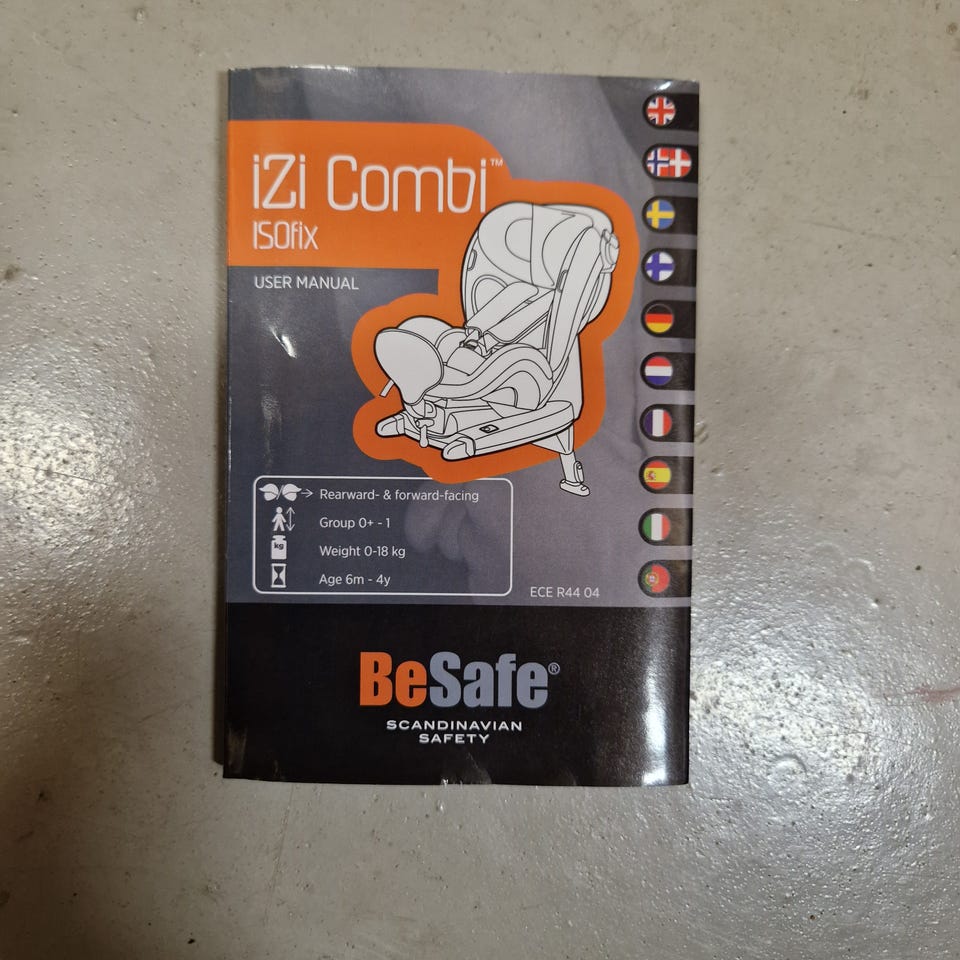 iZi Combi™
ISOfix
USER MANUAL
Rearward- & forward-facing
Group 0+ - 1
kg
Weight 0-18 kg
Age 6m - 4y
ECE R44 04
BeSafe®
SCANDINAVIAN
SAFETY